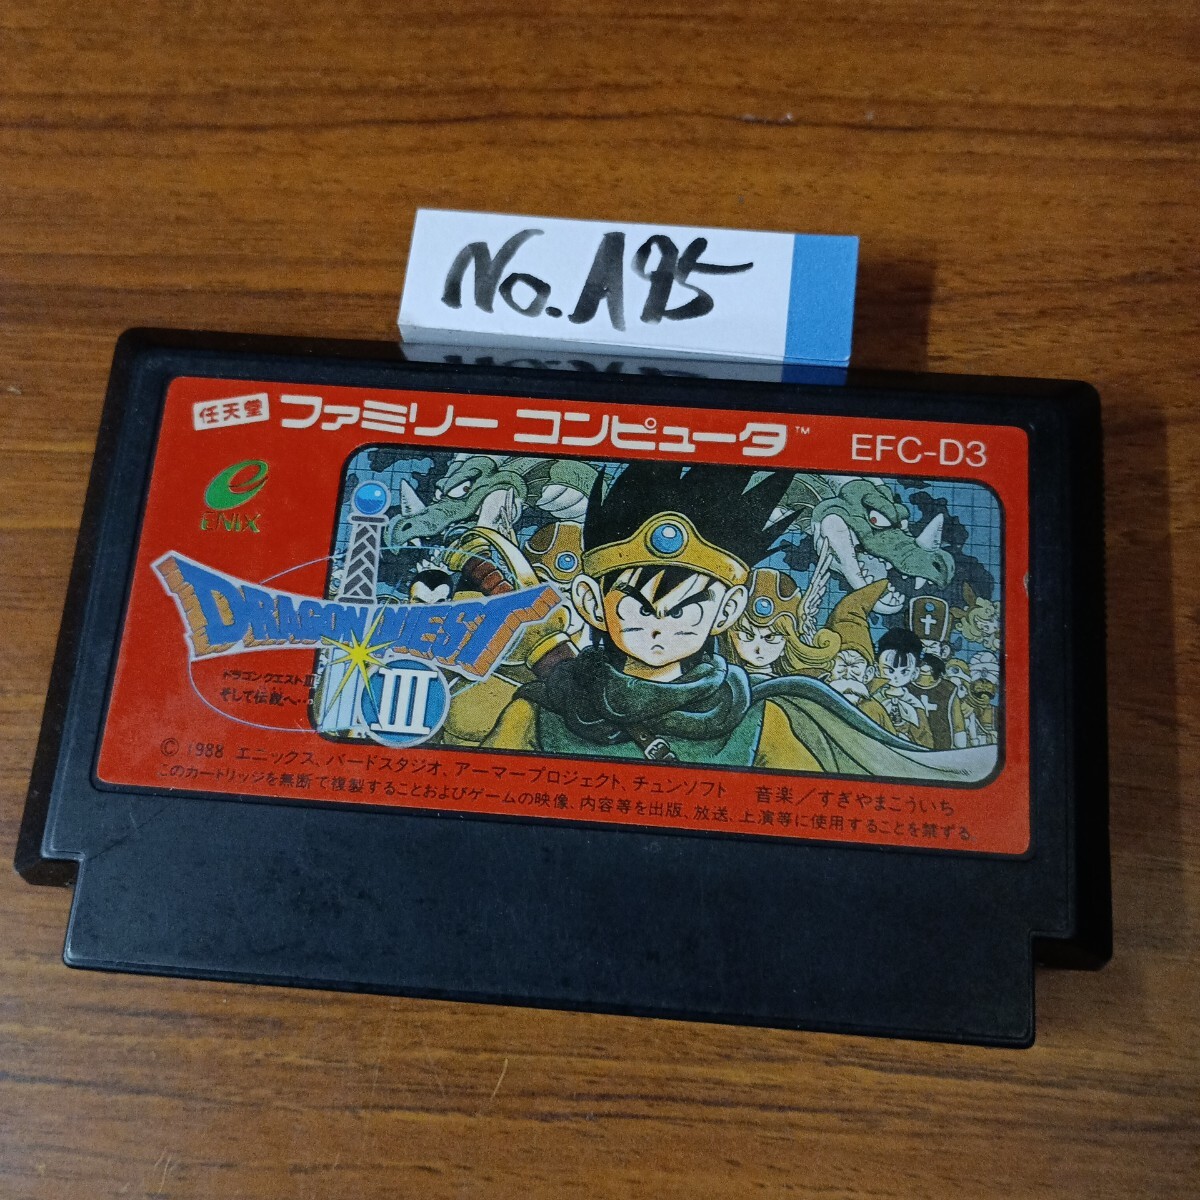 No.A95
任天堂 ファミリー コンピュータ™ EFC-D3
ENIX
DRAGON QUEST
III
ドラゴンクエストIII
そして伝説へ…
© 1988 エニックス、バードスタジオ、アーマープロジェクト、チュンソフト 音楽/すぎやまこういち
このカートリッジを無断で複製することおよびゲームの映像、内容等を出版、放送、上演等に使用することを禁ずる